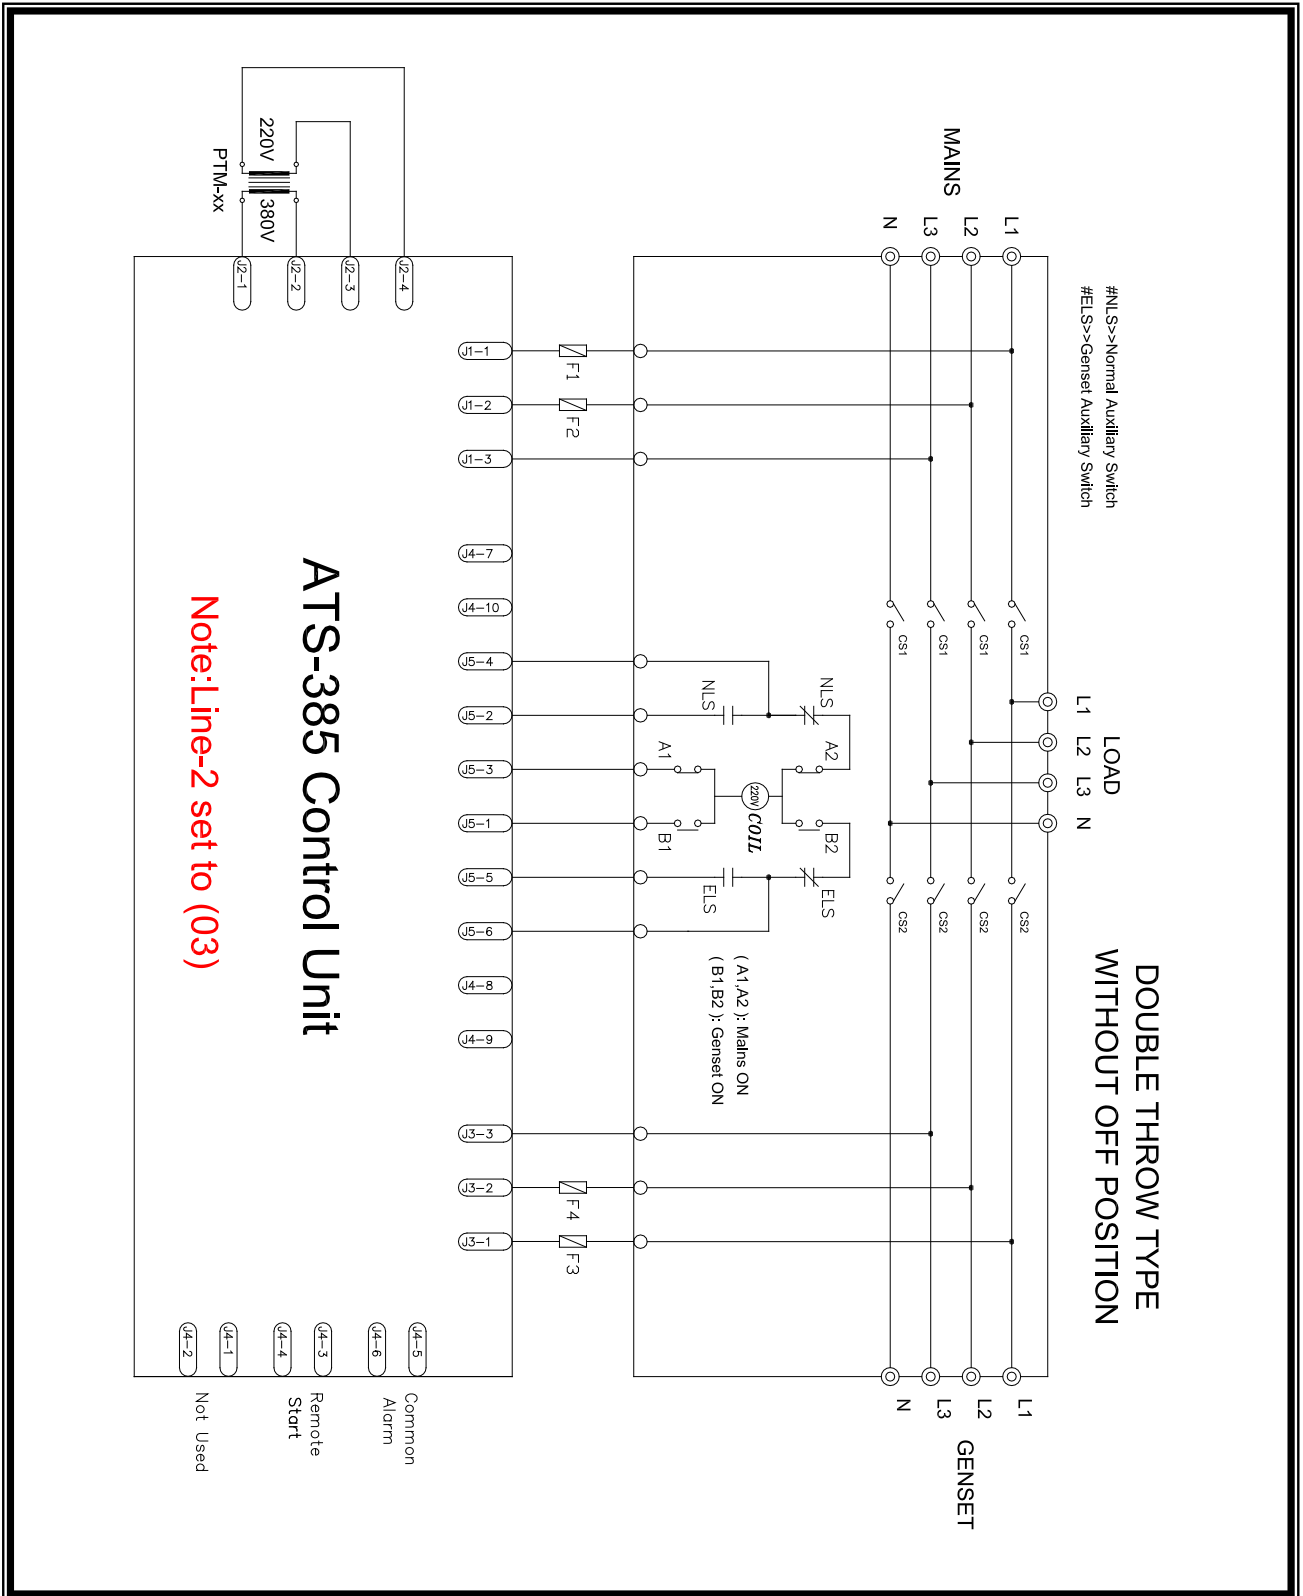 DOUBLE THROW TYPE
WITHOUT OFF POSITION
#NLS>>Normal Auxiliary Switch
#ELS>>Genset Auxiliary Switch
LOAD
L1
L2
L3
N
MAINS
L1
L2
L3
N
CS1
CS1
CS1
CS1
CS2
CS2
CS2
CS2
L1
L2
L3
N
GENSET
NLS
A2
B2
ELS
220V
COIL
NLS
A1
B1
ELS
( A1,A2 ): Mains ON
( B1,B2 ): Genset ON
F1
F2
F4
F3
J1-1
J1-2
J1-3
J4-7
J4-10
J5-4
J5-2
J5-3
J5-1
J5-5
J5-6
J4-8
J4-9
J3-3
J3-2
J3-1
220V
380V
PTM-xx
J2-4
J2-3
J2-2
J2-1
ATS-385 Control Unit
Note:Line-2 set to (03)
J4-5
J4-6
Common
Alarm
J4-3
J4-4
Remote
Start
J4-1
J4-2
Not Used